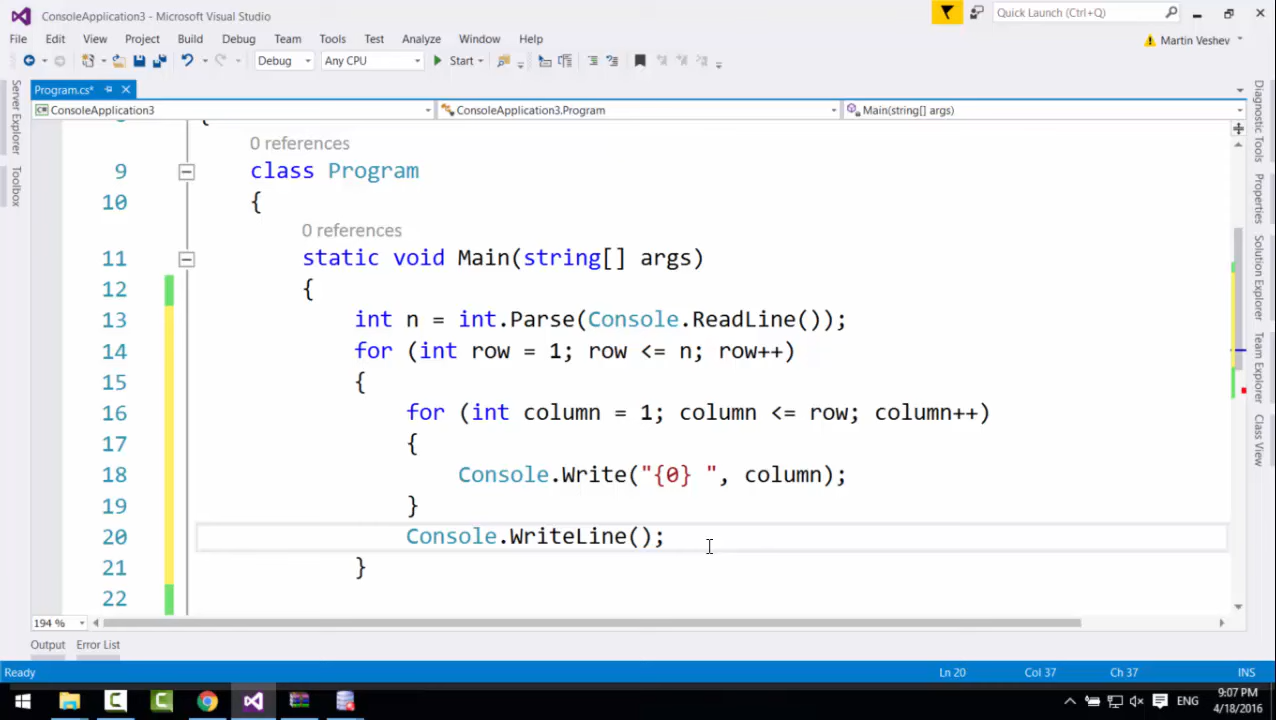 ConsoleApplication3 - Microsoft Visual Studio
Quick Launch (Ctrl+Q)
File Edit View Project Build Debug Team Tools Test Analyze Window Help
Martin Veshev
Debug Any CPU Start
Program.cs*
ConsoleApplication3 ConsoleApplication3.Program Main(string[] args)
Server Explorer
Toolbox
{
0 references
9 class Program
10 {
0 references
11 static void Main(string[] args)
12 {
13 int n = int.Parse(Console.ReadLine());
14 for (int row = 1; row <= n; row++)
15 {
16 for (int column = 1; column <= row; column++)
17 {
18 Console.Write("{0} ", column);
19 }
20 Console.WriteLine();
21 }
22
Diagnostic Tools
Properties
Solution Explorer
Team Explorer
Class View
194 %
Output Error List
Ready Ln 20 Col 37 Ch 37 INS
ENG
9:07 PM
4/18/2016